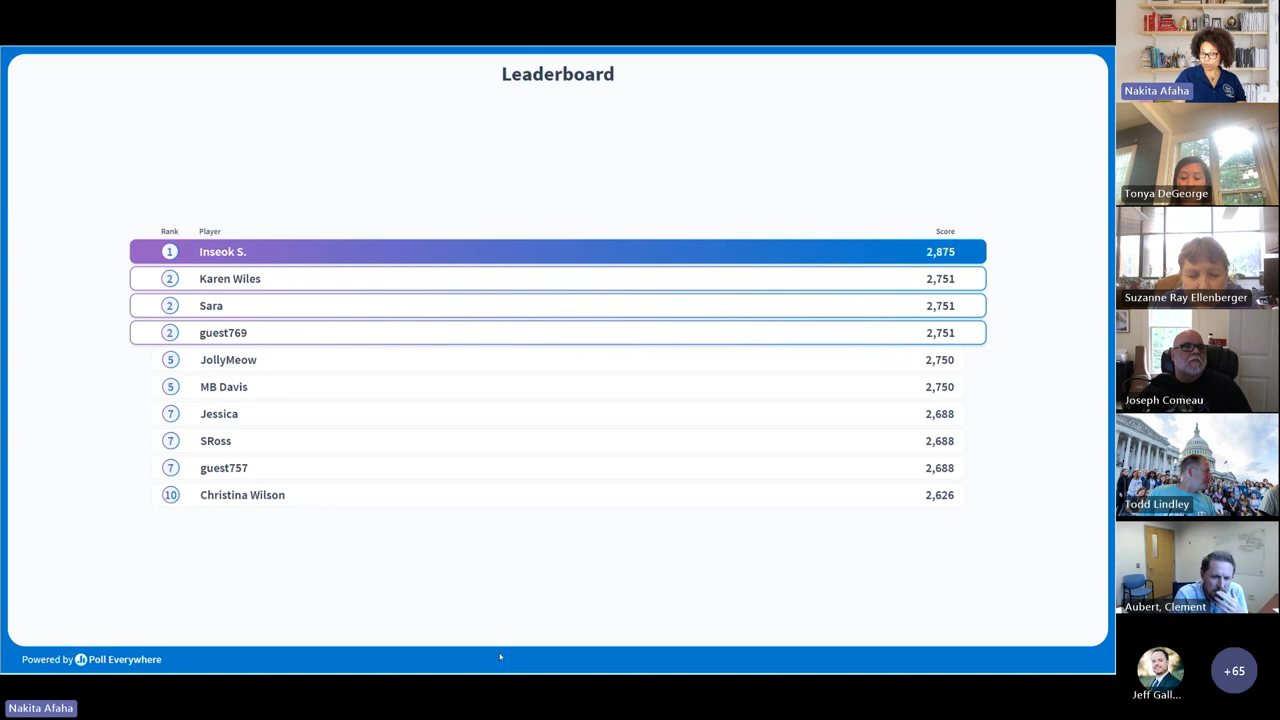 Leaderboard
Rank Player Score
1 Inseok S. 2,875
2 Karen Wiles 2,751
2 Sara 2,751
2 guest769 2,751
5 JollyMeow 2,750
5 MB Davis 2,750
7 Jessica 2,688
7 SRoss 2,688
7 guest757 2,688
10 Christina Wilson 2,626
Powered by Poll Everywhere
Nakita Afaha
Nakita Afaha
Tonya DeGeorge
Suzanne Ray Ellenberger
Joseph Comeau
Todd Lindley
Aubert, Clement
Jeff Gall...
+65